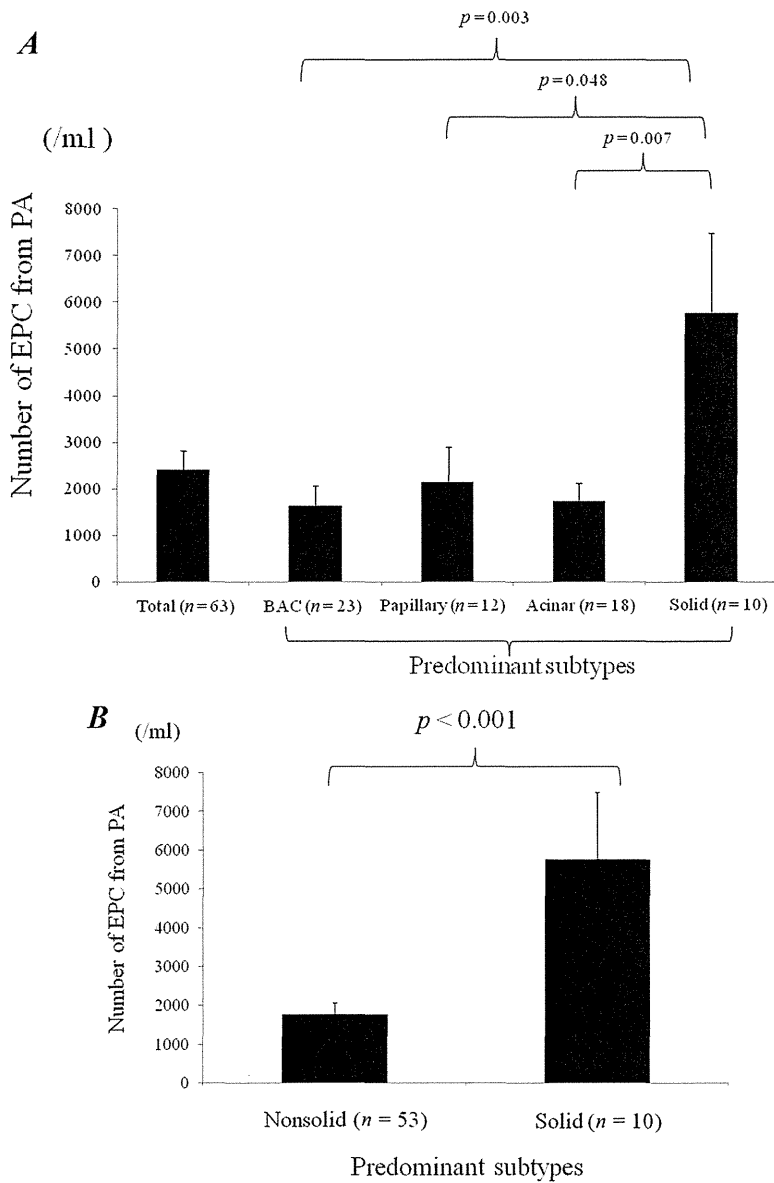 A
p=0.003
p=0.048
p=0.007
(/ml )
Number of EPC from PA
8000
7000
6000
5000
4000
3000
2000
1000
0
Total (n=63) BAC (n=23) Papillary (n=12) Acinar (n=18) Solid (n=10)
Predominant subtypes
B
(/ml)
p < 0.001
Number of EPC from PA
8000
7000
6000
5000
4000
3000
2000
1000
0
Nonsolid (n = 53) Solid (n = 10)
Predominant subtypes